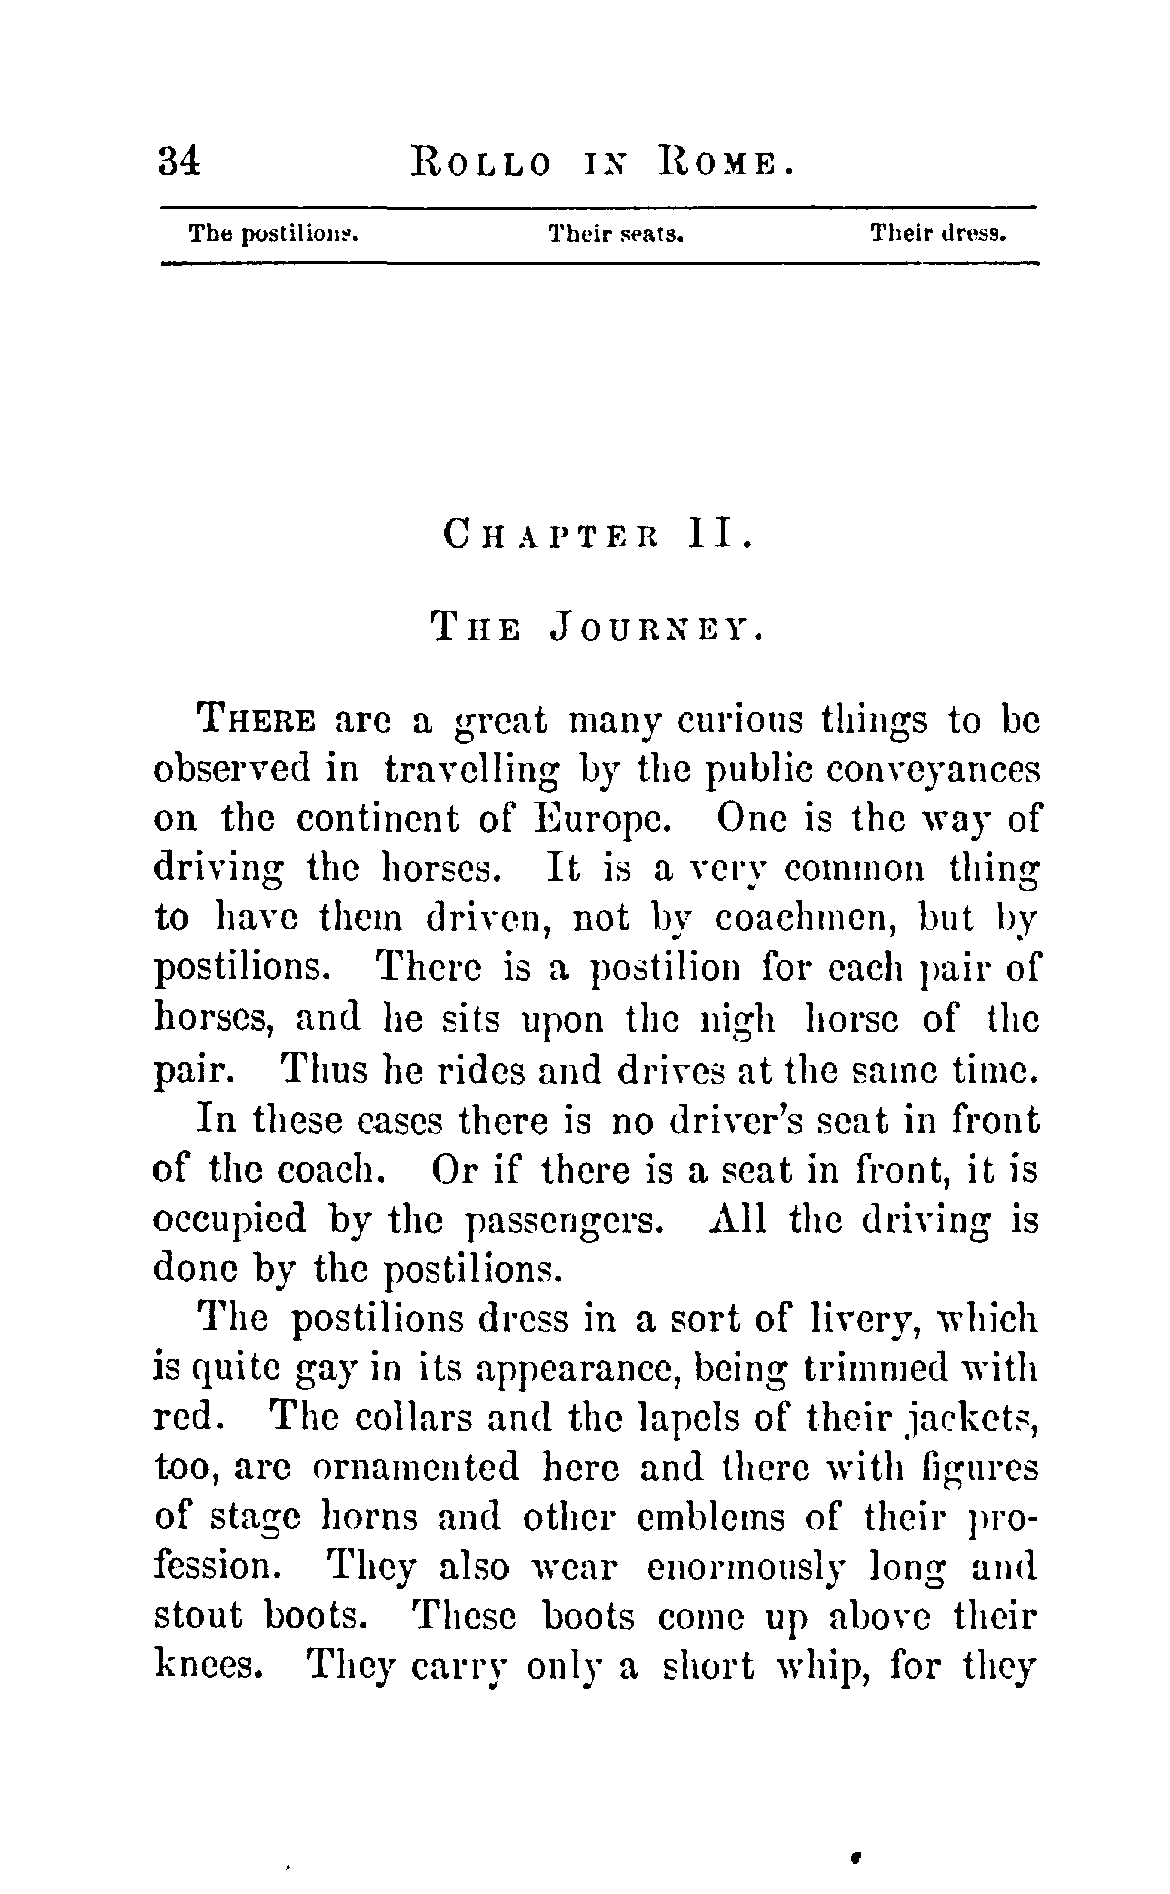 34 ROLLO IN ROME.
The postilions. Their seats. Their dress.
CHAPTER II.
THE JOURNEY.
THERE are a great many curious things to be
observed in travelling by the public conveyances
on the continent of Europe. One is the way of
driving the horses. It is a very common thing
to have them driven, not by coachmen, but by
postilions. There is a postilion for each pair of
horses, and he sits upon the nigh horse of the
pair. Thus he rides and drives at the same time.
In these cases there is no driver's seat in front
of the coach. Or if there is a seat in front, it is
occupied by the passengers. All the driving is
done by the postilions.
The postilions dress in a sort of livery, which
is quite gay in its appearance, being trimmed with
red. The collars and the lapels of their jackets,
too, are ornamented here and there with figures
of stage horns and other emblems of their pro-
fession. They also wear enormously long and
stout boots. These boots come up above their
knees. They carry only a short whip, for they